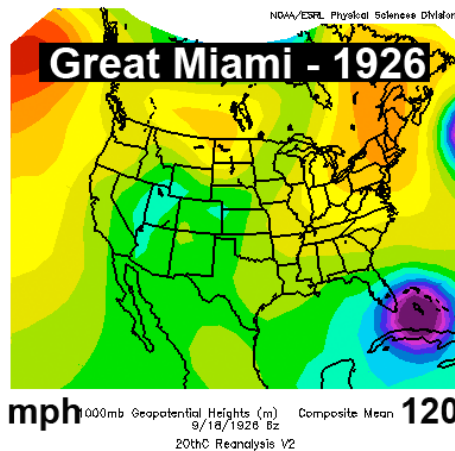 NOAA/ESRL Physical Sciences Division
Great Miami - 1926
mph 1000mb Geopotential Heights (m) Composite Mean 120
9/18/1926 6z
20thC Reanalysis V2